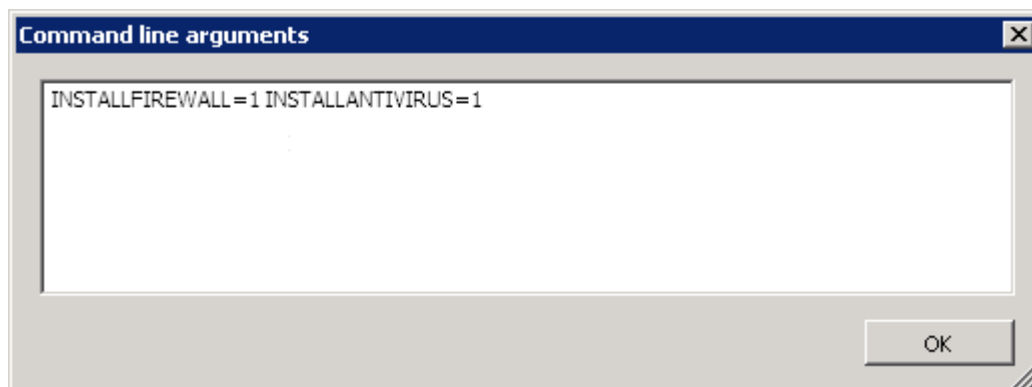 Command line arguments
INSTALLFIREWALL=1 INSTALLANTIVIRUS=1
OK